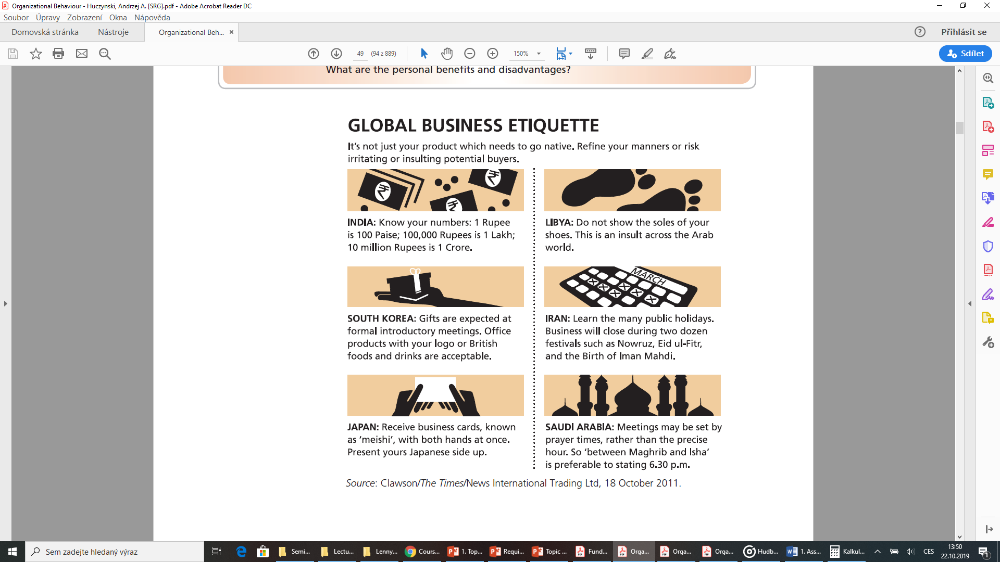 Organizational Behaviour - Huczynski, Andrzej A. [SRG].pdf - Adobe Acrobat Reader DC
Soubor Úpravy Zobrazení Okna Nápověda
Domovská stránka Nástroje Organizational Beh... × Přihlásit se
49 (94 z 889) 150% Sdílet
What are the personal benefits and disadvantages?
GLOBAL BUSINESS ETIQUETTE
It's not just your product which needs to go native. Refine your manners or risk
irritating or insulting potential buyers.
₹ ₹ ₹
INDIA: Know your numbers: 1 Rupee
is 100 Paise; 100,000 Rupees is 1 Lakh;
10 million Rupees is 1 Crore.
LIBYA: Do not show the soles of your
shoes. This is an insult across the Arab
world.
MARCH
SOUTH KOREA: Gifts are expected at
formal introductory meetings. Office
products with your logo or British
foods and drinks are acceptable.
IRAN: Learn the many public holidays.
Business will close during two dozen
festivals such as Nowruz, Eid ul-Fitr,
and the Birth of Iman Mahdi.
JAPAN: Receive business cards, known
as 'meishi', with both hands at once.
Present yours Japanese side up.
SAUDI ARABIA: Meetings may be set by
prayer times, rather than the precise
hour. So 'between Maghrib and Isha'
is preferable to stating 6.30 p.m.
Source: Clawson/The Times/News International Trading Ltd, 18 October 2011.
Sem zadejte hledaný výraz
Semi... Lectu... Lenny... Cours... 1. Top... Requi... Topic ... Fund... Orga... Orga... Orga... Hudb... 1. Ass... Kalkul... CES
13:50
22.10.2019
1